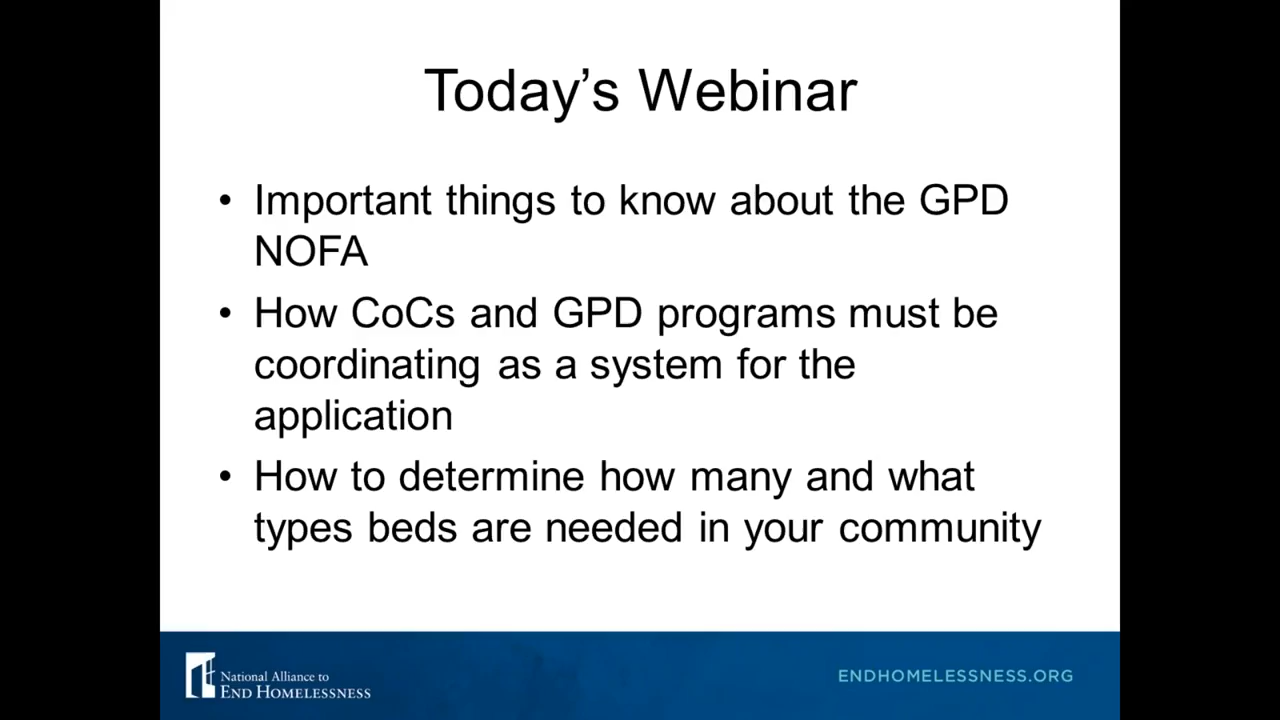 Today’s Webinar
• Important things to know about the GPD
NOFA
• How CoCs and GPD programs must be
coordinating as a system for the
application
• How to determine how many and what
types beds are needed in your community
National Alliance to
END HOMELESSNESS
ENDHOMELESSNESS.ORG